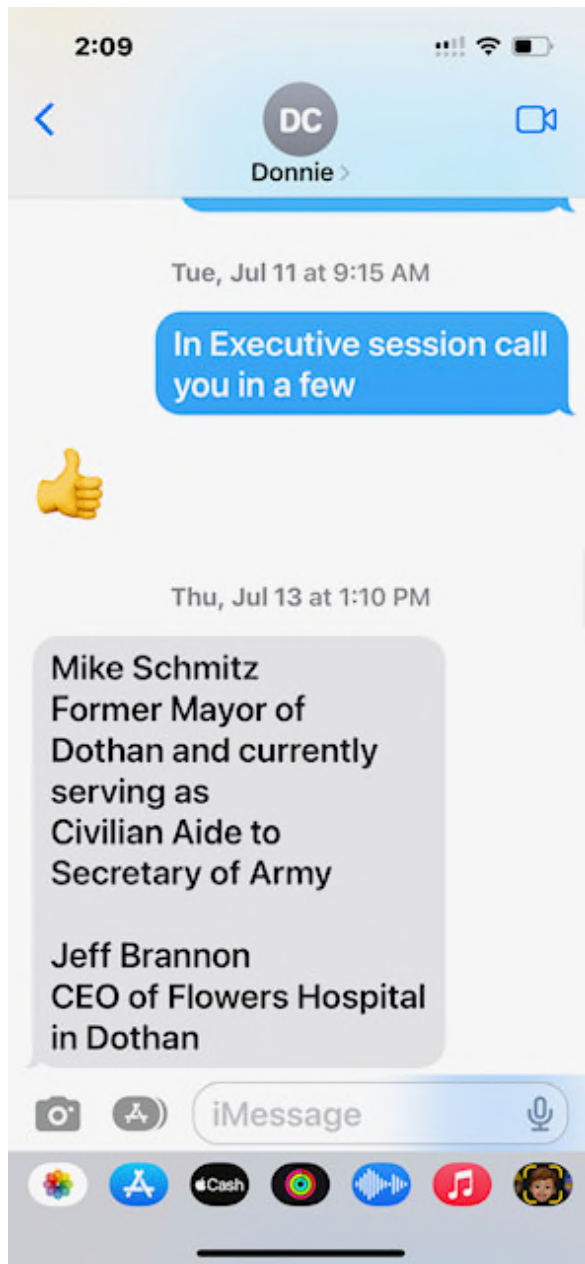 2:09
DC
Donnie >
Tue, Jul 11 at 9:15 AM
In Executive session call
you in a few
Thu, Jul 13 at 1:10 PM
Mike Schmitz
Former Mayor of
Dothan and currently
serving as
Civilian Aide to
Secretary of Army
Jeff Brannon
CEO of Flowers Hospital
in Dothan
iMessage
Cash